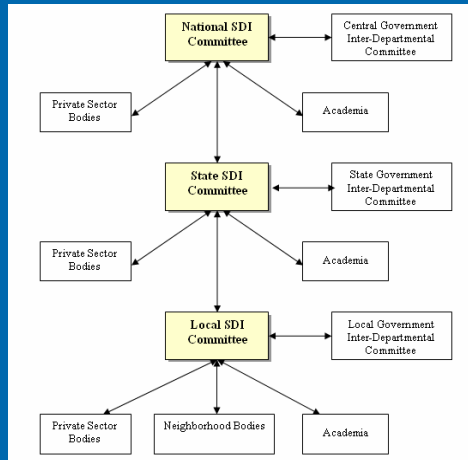 National SDI
Committee
Central Government
Inter-Departmental
Committee
Private Sector
Bodies
Academia
State SDI
Committee
State Government
Inter-Departmental
Committee
Private Sector
Bodies
Academia
Local SDI
Committee
Local Government
Inter-Departmental
Committee
Private Sector
Bodies
Neighborhood Bodies
Academia